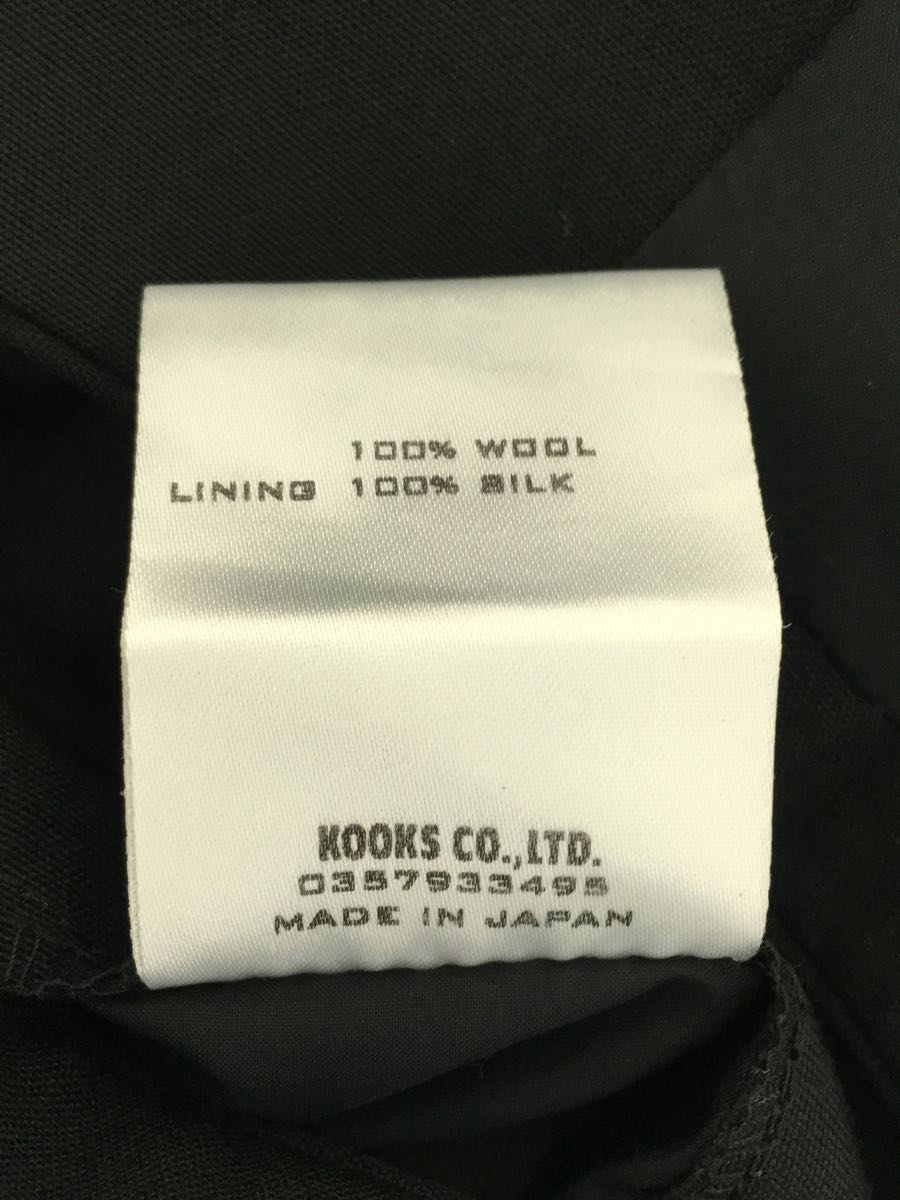 100% WOOL
LINING 100% SILK
KOOKS CO.,LTD.
0357933495
MADE IN JAPAN